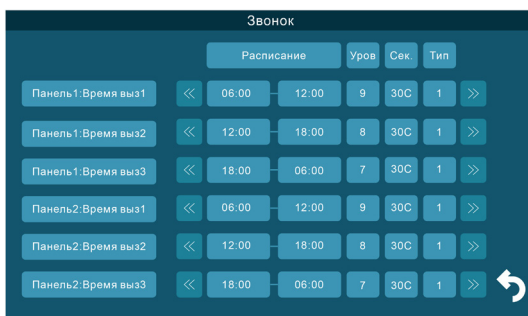 Звонок
Расписание Уров Сек. Тип
Панель1:Время выз1 « 06:00 – 12:00 9 30С 1 »
Панель1:Время выз2 « 12:00 – 18:00 8 30С 1 »
Панель1:Время выз3 « 18:00 – 06:00 7 30С 1 »
Панель2:Время выз1 « 06:00 – 12:00 9 30С 1 »
Панель2:Время выз2 « 12:00 – 18:00 8 30С 1 »
Панель2:Время выз3 « 18:00 – 06:00 7 30С 1 »